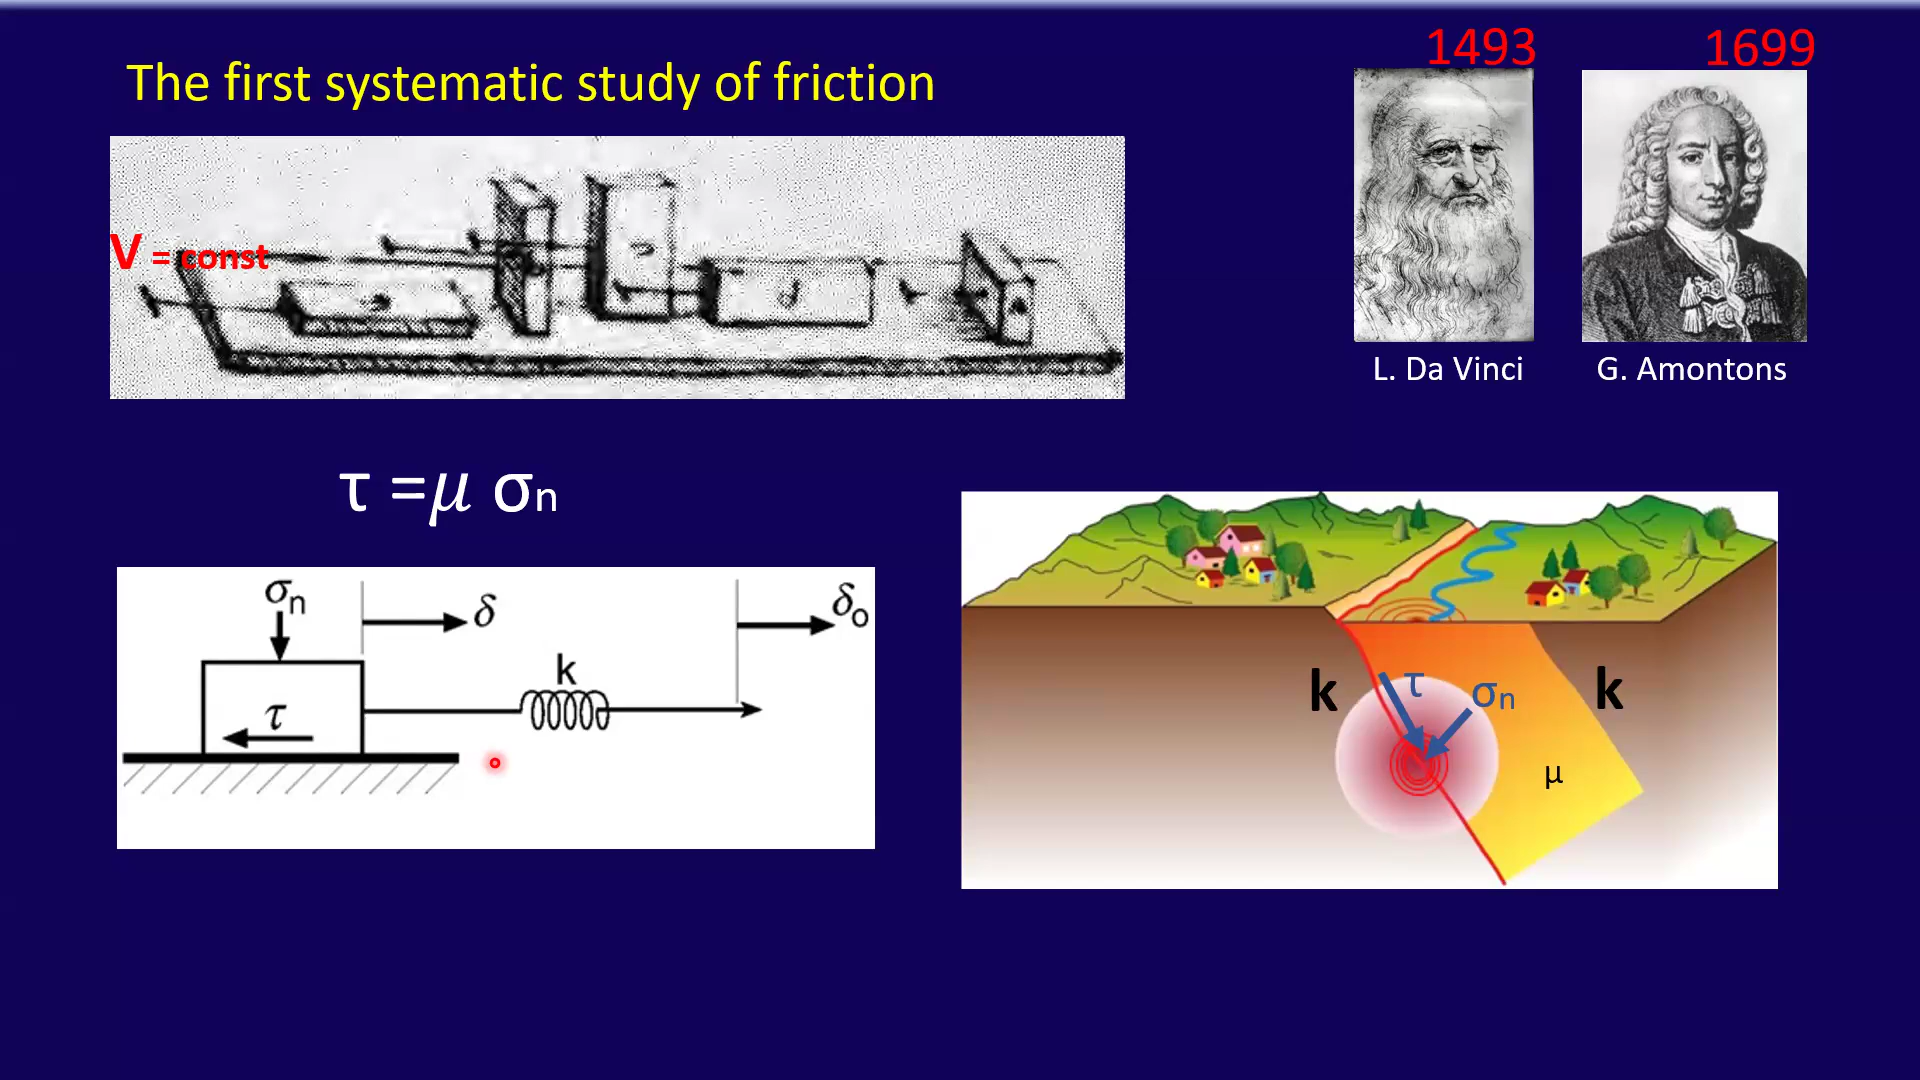 The first systematic study of friction
1493
1699
V = const
L. Da Vinci
G. Amontons
τ =μ σn
σn
δ
δo
k
τ
k
τ
σn
k
μ